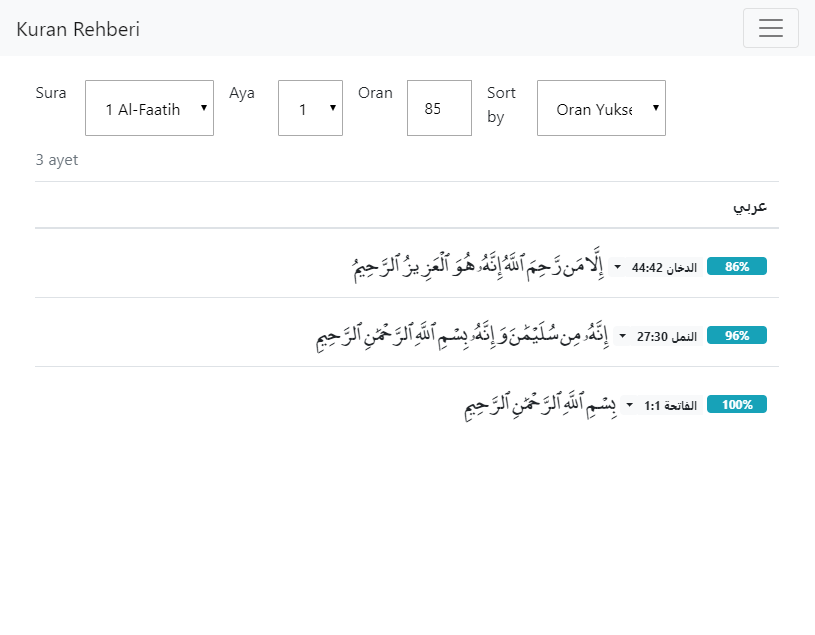 Kuran Rehberi
Sura 1 Al-Faatih Aya 1 Oran 85 Sort by Oran Yukse
3 ayet
عربي
86% الدخان 44:42 إِلَّا مَن رَّحِمَ ٱللَّهُ إِنَّهُۥ هُوَ ٱلْعَزِيزُ ٱلرَّحِيمُ
96% النمل 27:30 إِنَّهُۥ مِن سُلَيْمَٰنَ وَإِنَّهُۥ بِسْمِ ٱللَّهِ ٱلرَّحْمَٰنِ ٱلرَّحِيمِ
100% الفاتحة 1:1 بِسْمِ ٱللَّهِ ٱلرَّحْمَٰنِ ٱلرَّحِيمِ